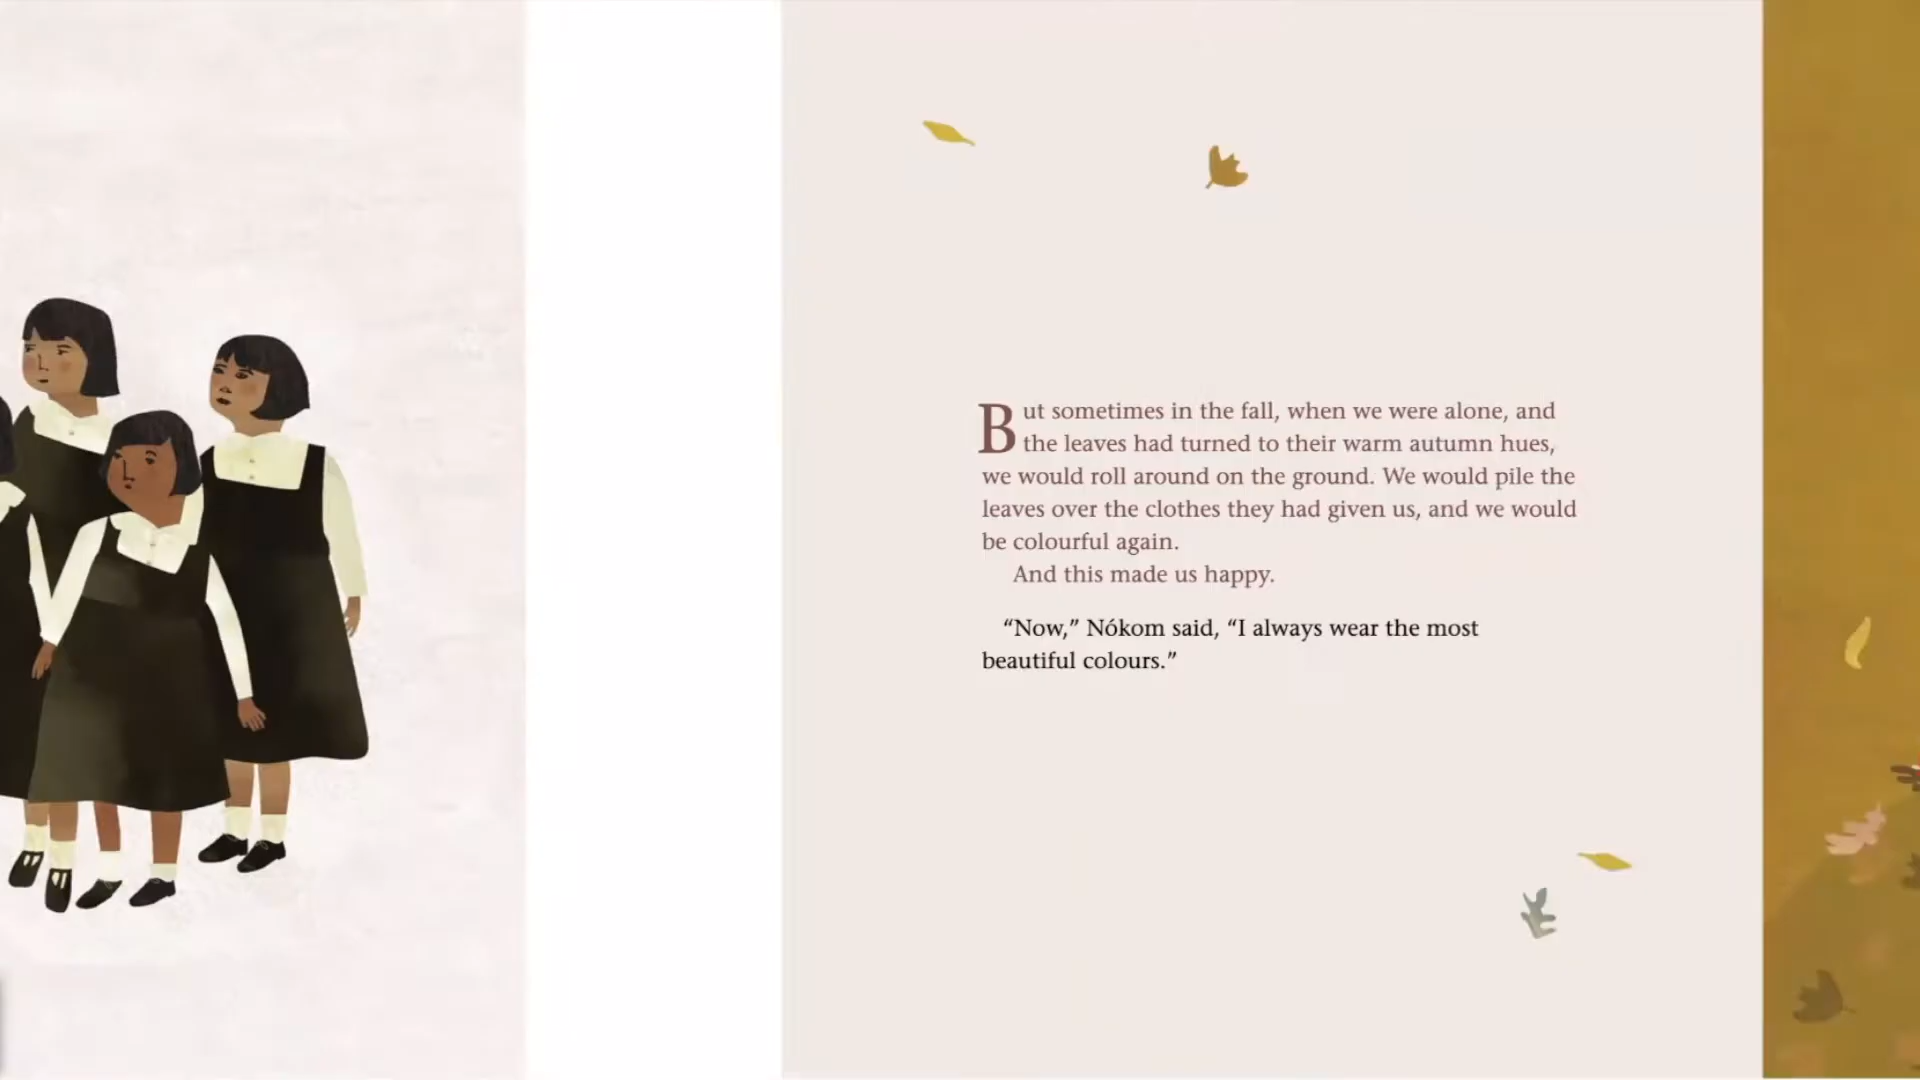 But sometimes in the fall, when we were alone, and
the leaves had turned to their warm autumn hues,
we would roll around on the ground. We would pile the
leaves over the clothes they had given us, and we would
be colourful again.
And this made us happy.
“Now,” Nókom said, “I always wear the most
beautiful colours.”